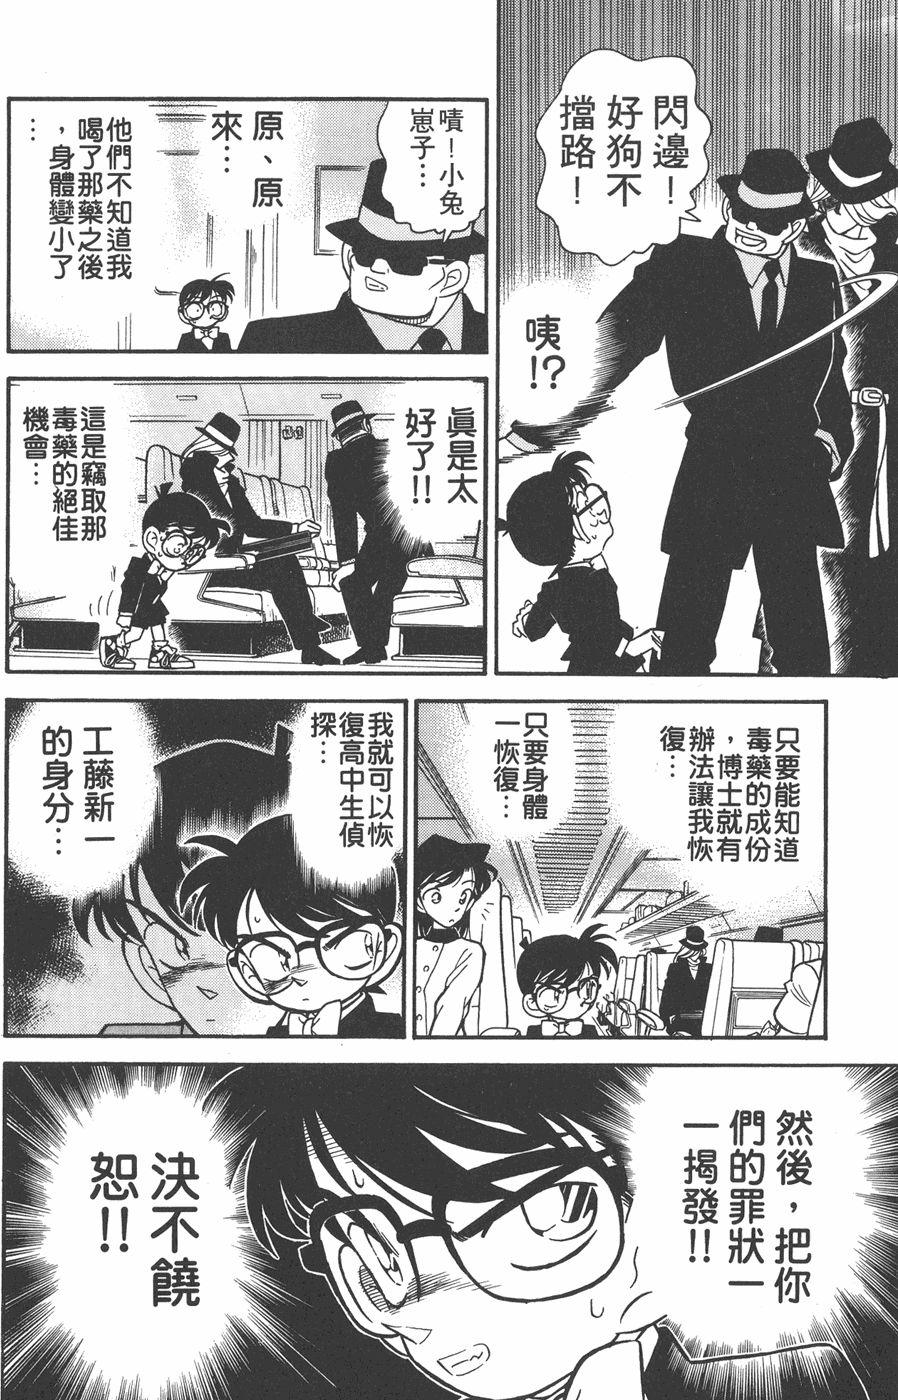 閃邊！
好狗不
擋路！
咦!?
嘖！小兔
崽子…
原、原
來…
他們不知道我
喝了那藥之後
，身體變小了
…
真是太
好了!!
這是竊取那
毒藥的絕佳
機會…
只要能知道
毒藥的成份
，博士就有
辦法讓我恢
復…
只要身體
一恢復…
我就可以恢
復高中生偵
探…
工藤新一
的身分…
然後，把你
們的罪狀一
一揭發!!
決不饒
恕!!